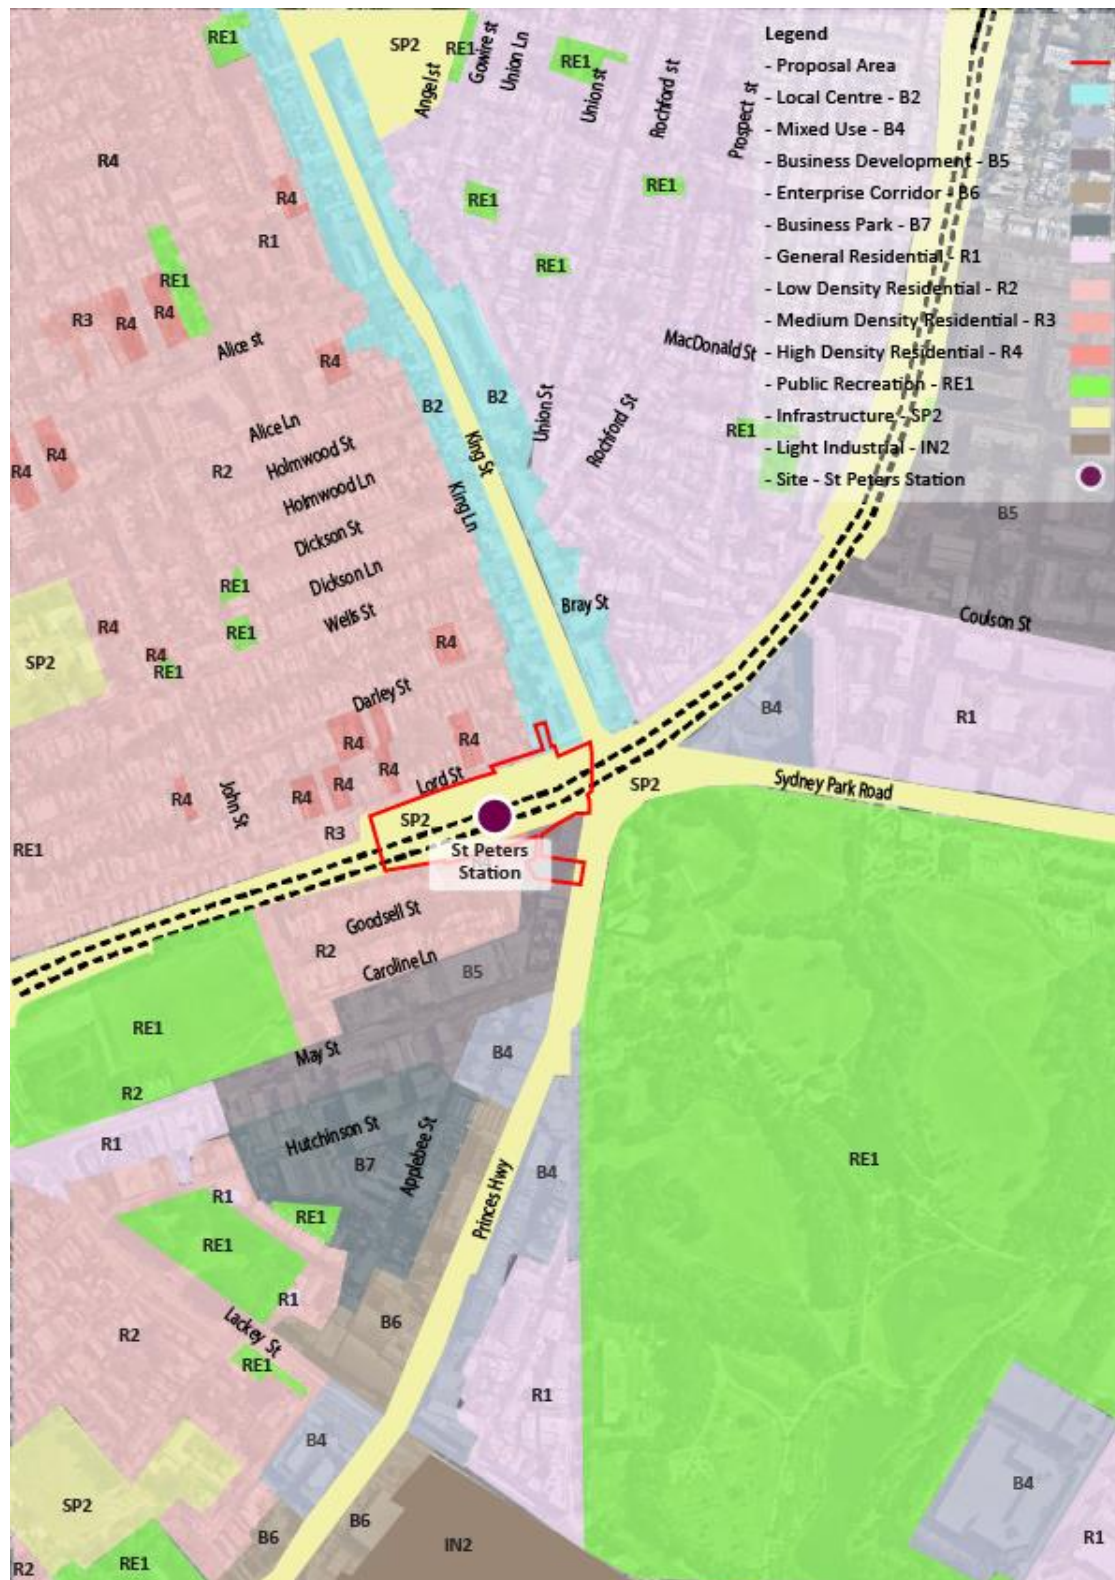 Legend
- Proposal Area
- Local Centre - B2
- Mixed Use - B4
- Business Development - B5
- Enterprise Corridor - B6
- Business Park - B7
- General Residential - R1
- Low Density Residential - R2
- Medium Density Residential - R3
- High Density Residential - R4
- Public Recreation - RE1
- Infrastructure - SP2
- Light Industrial - IN2
- Site - St Peters Station
RE1
SP2
RE1
Gowire st
Union Ln
RE1
Angel st
Union st
Rochford st
Prospect st
R4
R4
RE1
RE1
R1
RE1
RE1
R3
R4
R4
Alice st
R4
MacDonald St
B2
B2
Union St
Rochford St
RE1
Alice Ln
King St
R4
R4
R2
Holmwood St
Holmwood Ln
King Ln
B5
Dickson St
Dickson Ln
RE1
Bray St
Coulson St
Wells St
R4
RE1
R4
R4
RE1
SP2
Darley St
B4
R1
R4
R4
R4
R4
Lord St
SP2
Sydney Park Road
R4
John St
R4
R3
SP2
RE1
St Peters
Station
Goodsell St
R2
Caroline Ln
B5
RE1
May St
B4
R2
R1
Hutchinson St
B7
Applebee St
B4
RE1
Princes Hwy
R1
RE1
RE1
R1
Lackey St
B6
R2
RE1
R1
B4
B4
SP2
B6
B6
IN2
R1
R2
RE1